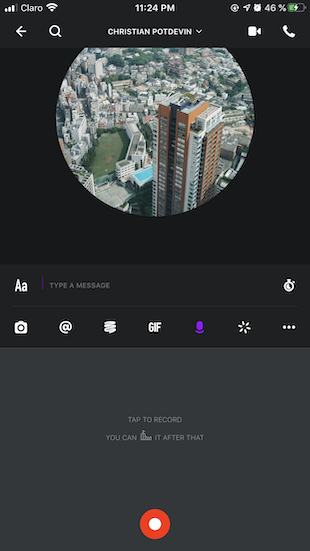 Claro 11:24 PM 46 %
CHRISTIAN POTDEVIN
Aa TYPE A MESSAGE
@ GIF
TAP TO RECORD
YOU CAN IT AFTER THAT